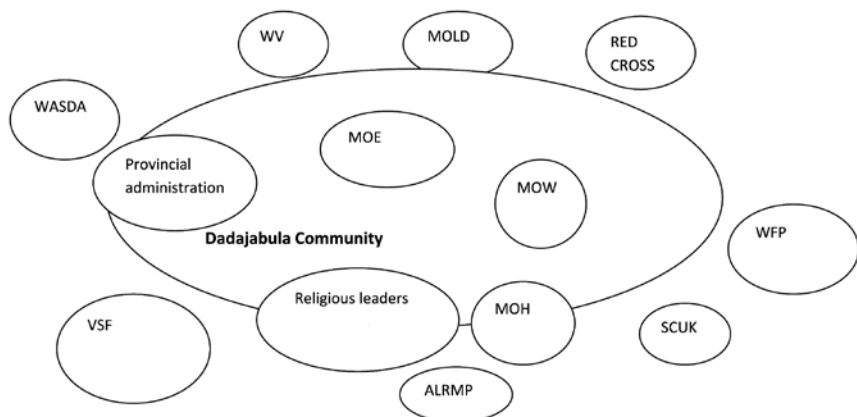 WV
MOLD
RED
CROSS
WASDA
MOE
Provincial
administration
MOW
Dadajabula Community
WFP
Religious leaders
MOH
VSF
SCUK
ALRMP